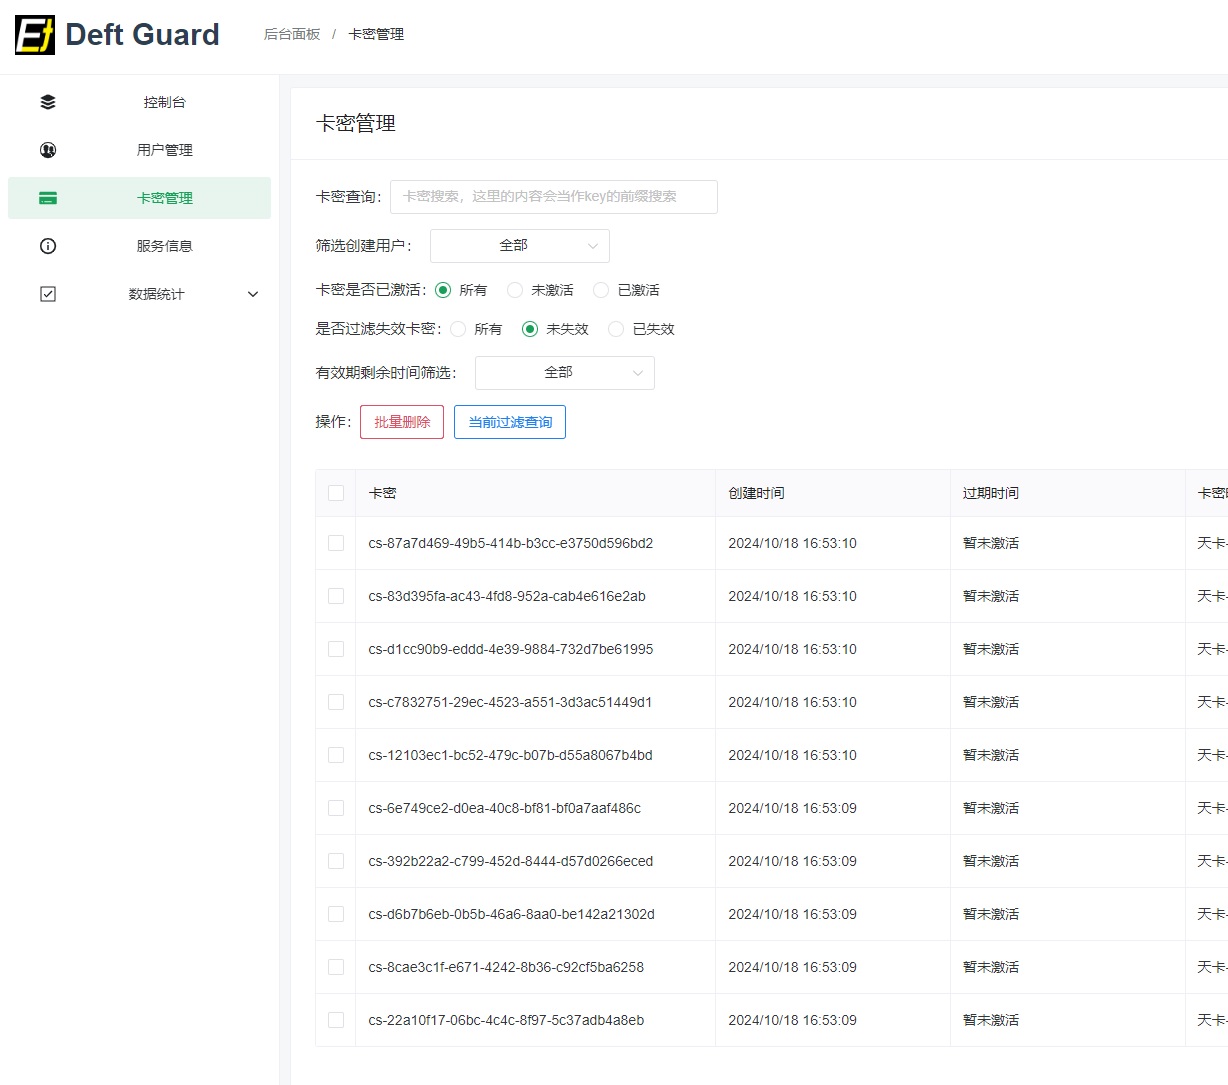 Et Deft Guard 后台面板 / 卡密管理
控制台
用户管理
卡密管理
服务信息
数据统计
卡密管理
卡密查询： 卡密搜索，这里的内容会当作key的前缀搜索
筛选创建用户： 全部
卡密是否已激活： 所有 未激活 已激活
是否过滤失效卡密： 所有 未失效 已失效
有效期剩余时间筛选： 全部
操作： 批量删除 当前过滤查询
卡密 创建时间 过期时间 卡密
cs-87a7d469-49b5-414b-b3cc-e3750d596bd2 2024/10/18 16:53:10 暂未激活 天卡-
cs-83d395fa-ac43-4fd8-952a-cab4e616e2ab 2024/10/18 16:53:10 暂未激活 天卡-
cs-d1cc90b9-eddd-4e39-9884-732d7be61995 2024/10/18 16:53:10 暂未激活 天卡-
cs-c7832751-29ec-4523-a551-3d3ac51449d1 2024/10/18 16:53:10 暂未激活 天卡-
cs-12103ec1-bc52-479c-b07b-d55a8067b4bd 2024/10/18 16:53:10 暂未激活 天卡-
cs-6e749ce2-d0ea-40c8-bf81-bf0a7aaf486c 2024/10/18 16:53:09 暂未激活 天卡-
cs-392b22a2-c799-452d-8444-d57d0266eced 2024/10/18 16:53:09 暂未激活 天卡-
cs-d6b7b6eb-0b5b-46a6-8aa0-be142a21302d 2024/10/18 16:53:09 暂未激活 天卡-
cs-8cae3c1f-e671-4242-8b36-c92cf5ba6258 2024/10/18 16:53:09 暂未激活 天卡-
cs-22a10f17-06bc-4c4c-8f97-5c37adb4a8eb 2024/10/18 16:53:09 暂未激活 天卡-